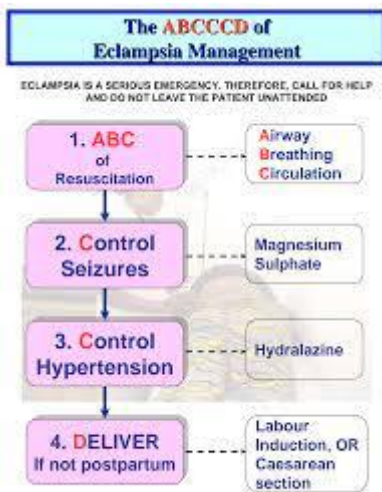 The ABCCCD of
Eclampsia Management
ECLAMPSIA IS A SERIOUS EMERGENCY. THEREFORE, CALL FOR HELP
AND DO NOT LEAVE THE PATIENT UNATTENDED
1. ABC
of
Resuscitation
Airway
Breathing
Circulation
2. Control
Seizures
Magnesium
Sulphate
3. Control
Hypertension
Hydralazine
4. DELIVER
If not postpartum
Labour
Induction, OR
Caesarean
section